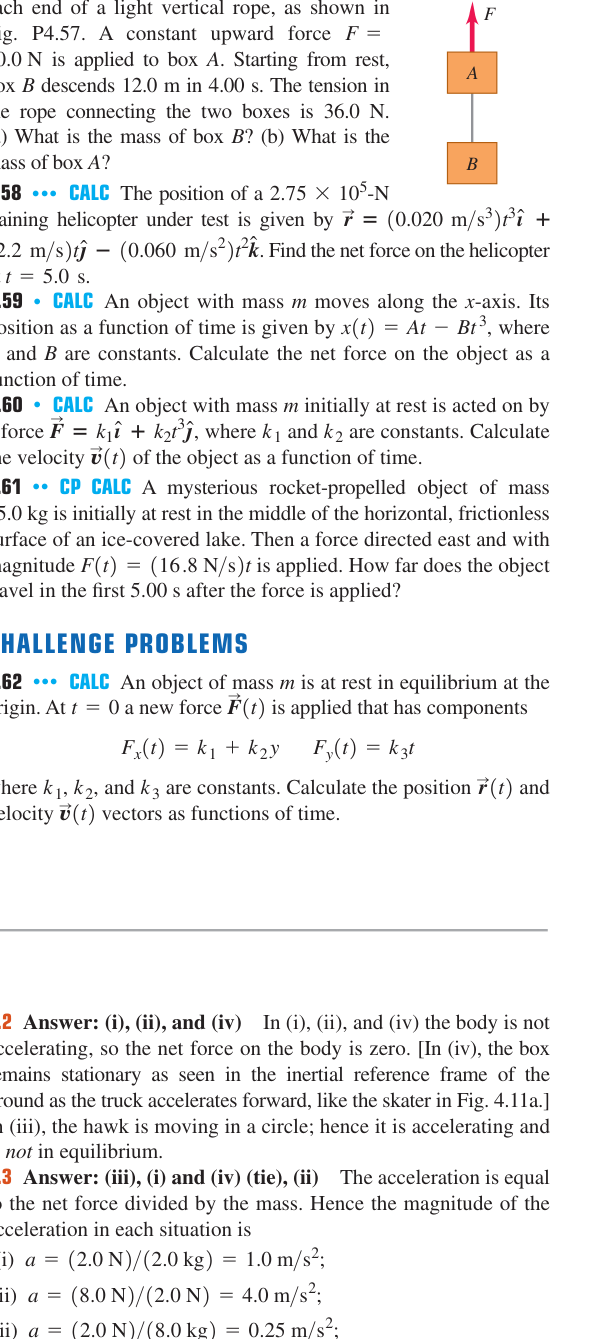 ach end of a light vertical rope, as shown in
ig. P4.57. A constant upward force F =
0.0 N is applied to box A. Starting from rest,
ox B descends 12.0 m in 4.00 s. The tension in
e rope connecting the two boxes is 36.0 N.
) What is the mass of box B? (b) What is the
ass of box A?
F
A
B
58 ••• CALC The position of a 2.75 × 10⁵-N
aining helicopter under test is given by r⃗ = (0.020 m/s³)t³î +
2.2 m/s)tĵ − (0.060 m/s²)t²k̂. Find the net force on the helicopter
t = 5.0 s.
.59 • CALC An object with mass m moves along the x-axis. Its
osition as a function of time is given by x(t) = At − Bt³, where
and B are constants. Calculate the net force on the object as a
unction of time.
.60 • CALC An object with mass m initially at rest is acted on by
force F⃗ = k₁î + k₂t³ĵ, where k₁ and k₂ are constants. Calculate
he velocity v⃗(t) of the object as a function of time.
.61 •• CP CALC A mysterious rocket-propelled object of mass
5.0 kg is initially at rest in the middle of the horizontal, frictionless
urface of an ice-covered lake. Then a force directed east and with
agnitude F(t) = (16.8 N/s)t is applied. How far does the object
avel in the first 5.00 s after the force is applied?
HALLENGE PROBLEMS
.62 ••• CALC An object of mass m is at rest in equilibrium at the
rigin. At t = 0 a new force F⃗(t) is applied that has components
Fₓ(t) = k₁ + k₂y F_y(t) = k₃t
here k₁, k₂, and k₃ are constants. Calculate the position r⃗(t) and
elocity v⃗(t) vectors as functions of time.
.2 Answer: (i), (ii), and (iv) In (i), (ii), and (iv) the body is not
ccelerating, so the net force on the body is zero. [In (iv), the box
emains stationary as seen in the inertial reference frame of the
round as the truck accelerates forward, like the skater in Fig. 4.11a.]
n (iii), the hawk is moving in a circle; hence it is accelerating and
not in equilibrium.
.3 Answer: (iii), (i) and (iv) (tie), (ii) The acceleration is equal
o the net force divided by the mass. Hence the magnitude of the
cceleration in each situation is
(i) a = (2.0 N)/(2.0 kg) = 1.0 m/s²;
ii) a = (8.0 N)/(2.0 N) = 4.0 m/s²;
ii) a = (2.0 N)/(8.0 kg) = 0.25 m/s²;